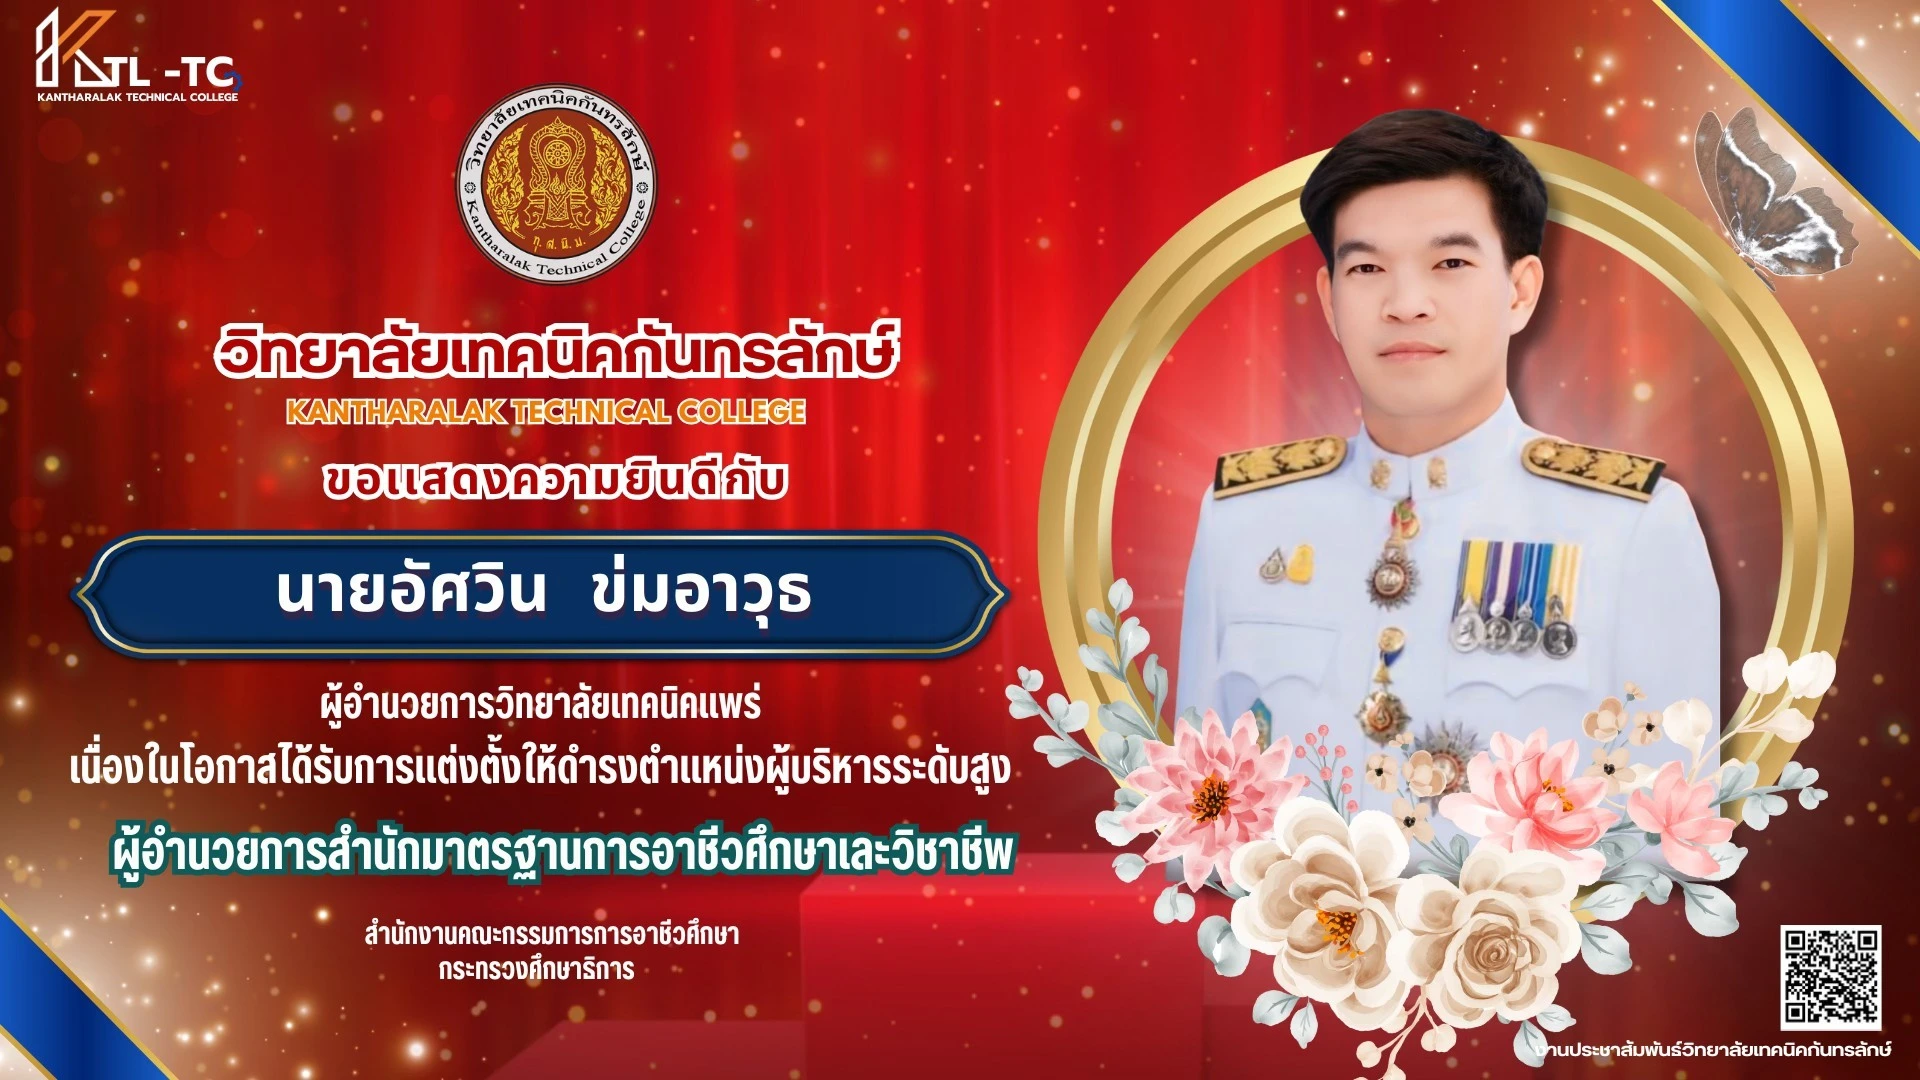 KTL -TC
KANTHARALAK TECHNICAL COLLEGE
วิทยาลัยเทคนิคกันทรลักษ์
ทุ. ส. นิ. ม.
Kantharalak Technical College
วิทยาลัยเทคนิคกันทรลักษ์
KANTHARALAK TECHNICAL COLLEGE
ขอแสดงความยินดีกับ
นายอัศวิน ข่มอาวุธ
ผู้อำนวยการวิทยาลัยเทคนิคแพร่
เนื่องในโอกาสได้รับการแต่งตั้งให้ดำรงตำแหน่งผู้บริหารระดับสูง
ผู้อำนวยการสำนักมาตรฐานการอาชีวศึกษาและวิชาชีพ
สำนักงานคณะกรรมการการอาชีวศึกษา
กระทรวงศึกษาธิการ
งานประชาสัมพันธ์วิทยาลัยเทคนิคกันทรลักษ์